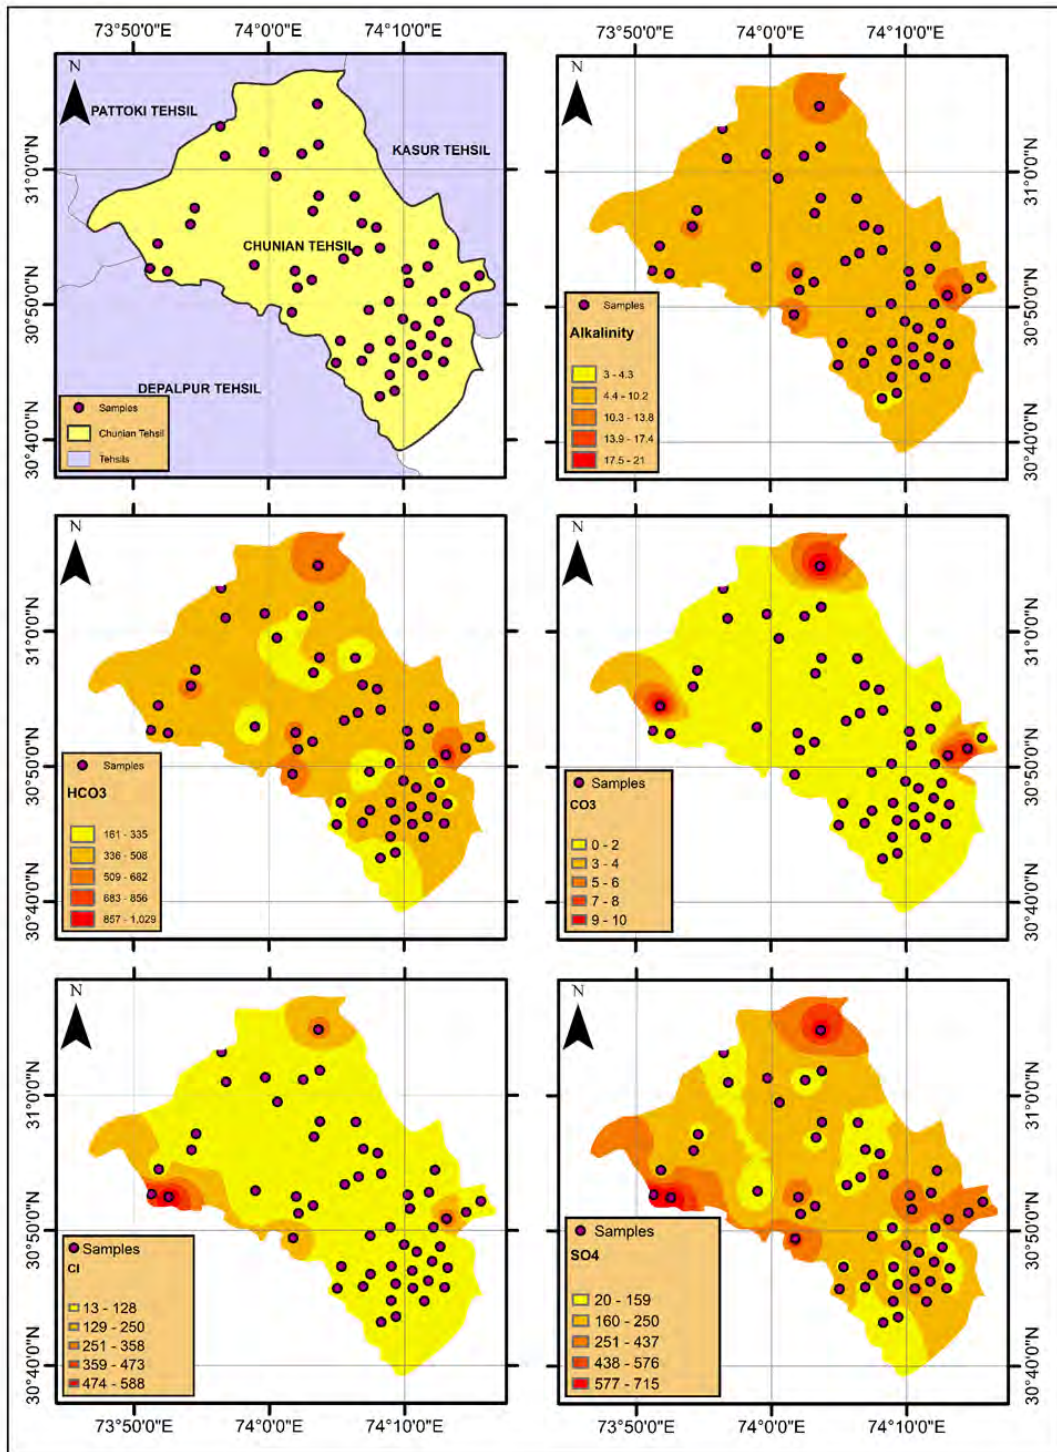 73°50'0"E 74°0'0"E 74°10'0"E
73°50'0"E 74°0'0"E 74°10'0"E
N
PATTOKI TEHSIL
KASUR TEHSIL
CHUNIAN TEHSIL
DEPALPUR TEHSIL
Samples
Chunian Tehsil
Tehsils
31°0'0"N
30°50'0"N
30°40'0"N
N
Samples
Alkalinity
3 - 4.3
4.4 - 10.2
10.3 - 13.8
13.9 - 17.4
17.5 - 21
31°0'0"N
30°50'0"N
30°40'0"N
N
Samples
HCO3
161 - 335
336 - 508
509 - 682
683 - 856
857 - 1,029
31°0'0"N
30°50'0"N
30°40'0"N
N
Samples
CO3
0 - 2
3 - 4
5 - 6
7 - 8
9 - 10
31°0'0"N
30°50'0"N
30°40'0"N
N
Samples
Cl
13 - 128
129 - 250
251 - 358
359 - 473
474 - 588
31°0'0"N
30°50'0"N
30°40'0"N
N
Samples
SO4
20 - 159
160 - 250
251 - 437
438 - 576
577 - 715
31°0'0"N
30°50'0"N
30°40'0"N
73°50'0"E 74°0'0"E 74°10'0"E
73°50'0"E 74°0'0"E 74°10'0"E